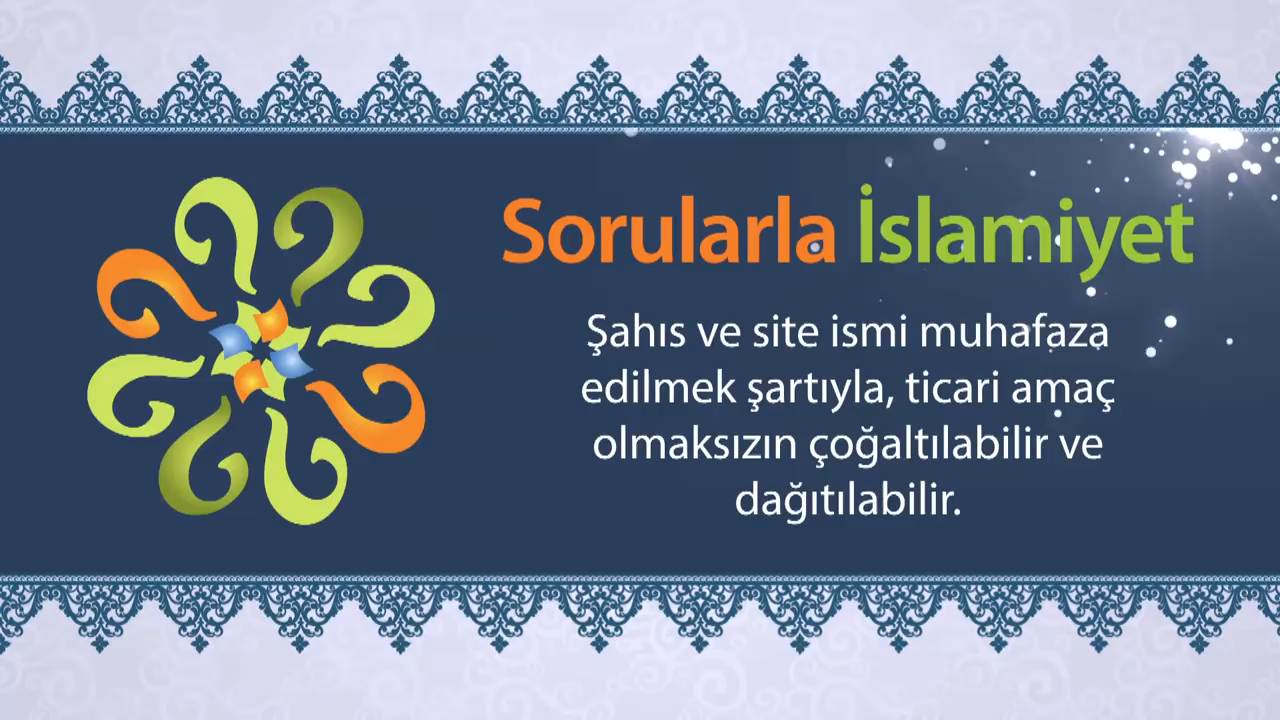 Sorularla İslamiyet
Şahıs ve site ismi muhafaza
edilmek şartıyla, ticari amaç
olmaksızın çoğaltılabilir ve
dağıtılabilir.